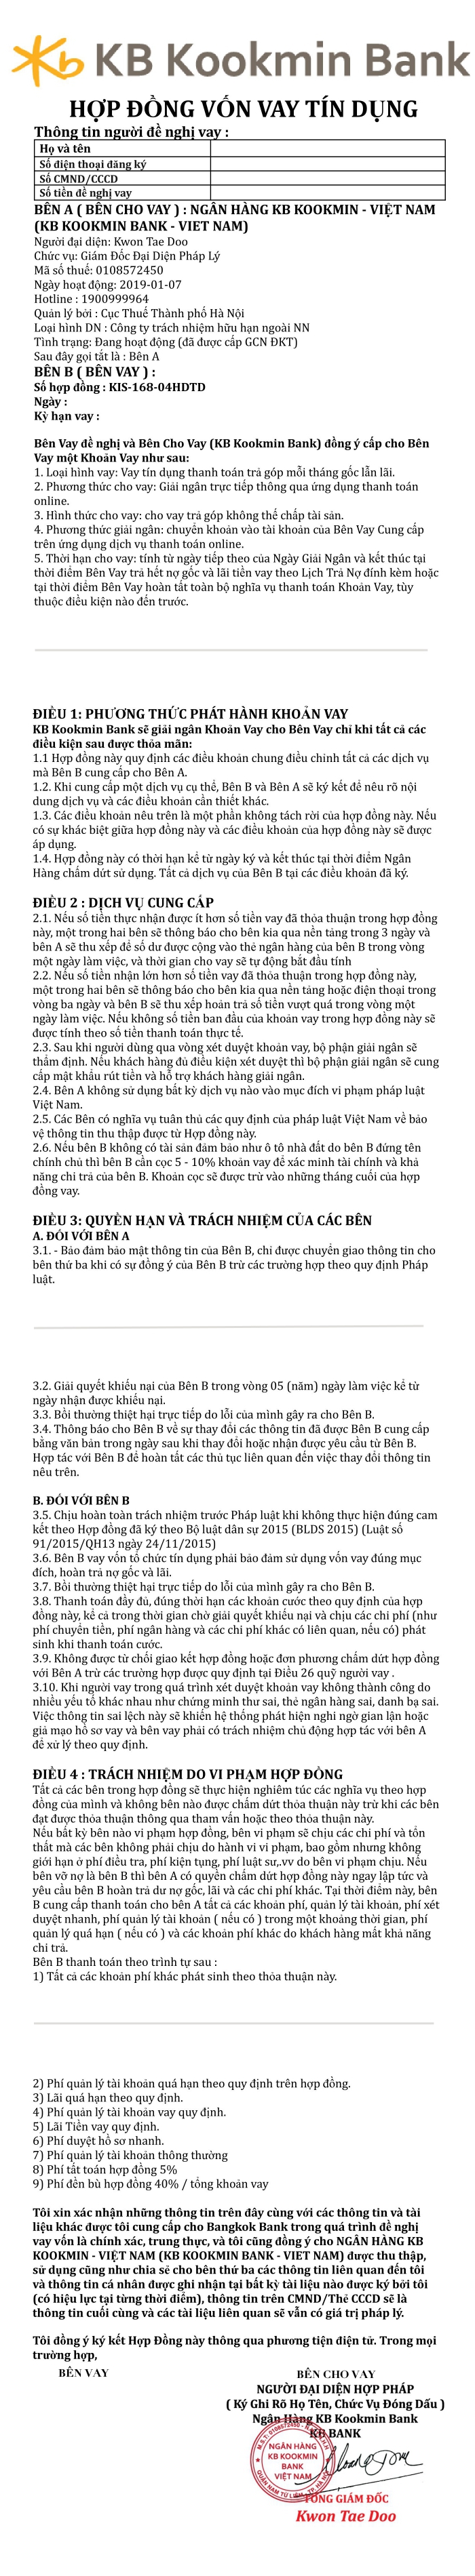 KB Kookmin Bank
HỢP ĐỒNG VỐN VAY TÍN DỤNG
Thông tin người đề nghị vay :
Họ và tên
Số điện thoại đăng ký
Số CMND/CCCD
Số tiền đề nghị vay
BÊN A ( BÊN CHO VAY ) : NGÂN HÀNG KB KOOKMIN - VIỆT NAM
(KB KOOKMIN BANK - VIET NAM)
Người đại diện: Kwon Tae Doo
Chức vụ: Giám Đốc Đại Diện Pháp Lý
Mã số thuế: 0108572450
Ngày hoạt động: 2019-01-07
Hotline : 1900999964
Quản lý bởi : Cục Thuế Thành phố Hà Nội
Loại hình DN : Công ty trách nhiệm hữu hạn ngoài NN
Tình trạng: Đang hoạt động (đã được cấp GCN ĐKT)
Sau đây gọi tắt là : Bên A
BÊN B ( BÊN VAY ) :
Số hợp đồng : KIS-168-04HDTD
Ngày :
Kỳ hạn vay :
Bên Vay đề nghị và Bên Cho Vay (KB Kookmin Bank) đồng ý cấp cho Bên
Vay một Khoản Vay như sau:
1. Loại hình vay: Vay tín dụng thanh toán trả góp mỗi tháng gốc lẫn lãi.
2. Phương thức cho vay: Giải ngân trực tiếp thông qua ứng dụng thanh toán
online.
3. Hình thức cho vay: cho vay trả góp không thế chấp tài sản.
4. Phương thức giải ngân: chuyển khoản vào tài khoản của Bên Vay Cung cấp
trên ứng dụng dịch vụ thanh toán online.
5. Thời hạn cho vay: tính từ ngày tiếp theo của Ngày Giải Ngân và kết thúc tại
thời điểm Bên Vay trả hết nợ gốc và lãi tiền vay theo Lịch Trả Nợ đính kèm hoặc
tại thời điểm Bên Vay hoàn tất toàn bộ nghĩa vụ thanh toán Khoản Vay, tùy
thuộc điều kiện nào đến trước.
ĐIỀU 1: PHƯƠNG THỨC PHÁT HÀNH KHOẢN VAY
KB Kookmin Bank sẽ giải ngân Khoản Vay cho Bên Vay chỉ khi tất cả các
điều kiện sau được thỏa mãn:
1.1 Hợp đồng này quy định các điều khoản chung điều chỉnh tất cả các dịch vụ
mà Bên B cung cấp cho Bên A.
1.2. Khi cung cấp một dịch vụ cụ thể, Bên B và Bên A sẽ ký kết để nêu rõ nội
dung dịch vụ và các điều khoản cần thiết khác.
1.3. Các điều khoản nêu trên là một phần không tách rời của hợp đồng này. Nếu
có sự khác biệt giữa hợp đồng này và các điều khoản của hợp đồng này sẽ được
áp dụng.
1.4. Hợp đồng này có thời hạn kể từ ngày ký và kết thúc tại thời điểm Ngân
Hàng chấm dứt sử dụng. Tất cả dịch vụ của Bên B tại các điều khoản đã ký.
ĐIỀU 2 : DỊCH VỤ CUNG CẤP
2.1. Nếu số tiền thực nhận được ít hơn số tiền vay đã thỏa thuận trong hợp đồng
này, một trong hai bên sẽ thông báo cho bên kia qua nền tảng trong 3 ngày và
bên A sẽ thu xếp để số dư được cộng vào thẻ ngân hàng của bên B trong vòng
một ngày làm việc, và thời gian cho vay sẽ tự động bắt đầu tính
2.2. Nếu số tiền nhận lớn hơn số tiền vay đã thỏa thuận trong hợp đồng này,
một trong hai bên sẽ thông báo cho bên kia qua nền tảng hoặc điện thoại trong
vòng ba ngày và bên B sẽ thu xếp hoàn trả số tiền vượt quá trong vòng một
ngày làm việc. Nếu không số tiền ban đầu của khoản vay trong hợp đồng này sẽ
được tính theo số tiền thanh toán thực tế.
2.3. Sau khi người dùng qua vòng xét duyệt khoản vay, bộ phận giải ngân sẽ
thẩm định. Nếu khách hàng đủ điều kiện xét duyệt thì bộ phận giải ngân sẽ cung
cấp mật khẩu rút tiền và hỗ trợ khách hàng giải ngân.
2.4. Bên A không sử dụng bất kỳ dịch vụ nào vào mục đích vi phạm pháp luật
Việt Nam.
2.5. Các Bên có nghĩa vụ tuân thủ các quy định của pháp luật Việt Nam về bảo
vệ thông tin thu thập được từ Hợp đồng này.
2.6. Nếu bên B không có tài sản đảm bảo như ô tô nhà đất do bên B đứng tên
chính chủ thì bên B cần cọc 5 - 10% khoản vay để xác minh tài chính và khả
năng chi trả của bên B. Khoản cọc sẽ được trừ vào những tháng cuối của hợp
đồng vay.
ĐIỀU 3: QUYỀN HẠN VÀ TRÁCH NHIỆM CỦA CÁC BÊN
A. ĐỐI VỚI BÊN A
3.1. - Bảo đảm bảo mật thông tin của Bên B, chỉ được chuyển giao thông tin cho
bên thứ ba khi có sự đồng ý của Bên B trừ các trường hợp theo quy định Pháp
luật.
3.2. Giải quyết khiếu nại của Bên B trong vòng 05 (năm) ngày làm việc kể từ
ngày nhận được khiếu nại.
3.3. Bồi thường thiệt hại trực tiếp do lỗi của mình gây ra cho Bên B.
3.4. Thông báo cho Bên B về sự thay đổi các thông tin đã được Bên B cung cấp
bằng văn bản trong ngày sau khi thay đổi hoặc nhận được yêu cầu từ Bên B.
Hợp tác với Bên B để hoàn tất các thủ tục liên quan đến việc thay đổi thông tin
nêu trên.
B. ĐỐI VỚI BÊN B
3.5. Chịu hoàn toàn trách nhiệm trước Pháp luật khi không thực hiện đúng cam
kết theo Hợp đồng đã ký theo Bộ luật dân sự 2015 (BLDS 2015) (Luật số
91/2015/QH13 ngày 24/11/2015)
3.6. Bên B vay vốn tổ chức tín dụng phải bảo đảm sử dụng vốn vay đúng mục
đích, hoàn trả nợ gốc và lãi.
3.7. Bồi thường thiệt hại trực tiếp do lỗi của mình gây ra cho Bên B.
3.8. Thanh toán đầy đủ, đúng thời hạn các khoản cước theo quy định của hợp
đồng này, kể cả trong thời gian chờ giải quyết khiếu nại và chịu các chi phí (như
phí chuyển tiền, phí ngân hàng và các chi phí khác có liên quan, nếu có) phát
sinh khi thanh toán cước.
3.9. Không được từ chối giao kết hợp đồng hoặc đơn phương chấm dứt hợp đồng
với Bên A trừ các trường hợp được quy định tại Điều 26 quỹ người vay .
3.10. Khi người vay trong quá trình xét duyệt khoản vay không thành công do
nhiều yếu tố khác nhau như chứng minh thư sai, thẻ ngân hàng sai, danh bạ sai.
Việc thông tin sai lệch này sẽ khiến hệ thống phát hiện nghi ngờ gian lận hoặc
giả mạo hồ sơ vay và bên vay phải có trách nhiệm chủ động hợp tác với bên A
để xử lý theo quy định.
ĐIỀU 4 : TRÁCH NHIỆM DO VI PHẠM HỢP ĐỒNG
Tất cả các bên trong hợp đồng sẽ thực hiện nghiêm túc các nghĩa vụ theo hợp
đồng của mình và không bên nào được chấm dứt thỏa thuận này trừ khi các bên
đạt được thỏa thuận thông qua tham vấn hoặc theo thỏa thuận này.
Nếu bất kỳ bên nào vi phạm hợp đồng, bên vi phạm sẽ chịu các chi phí và tổn
thất mà các bên không phải chịu do hành vi vi phạm, bao gồm nhưng không
giới hạn ở phí điều tra, phí kiện tụng, phí luật sư,.vv do bên vi phạm chịu. Nếu
bên vỡ nợ là bên B thì bên A có quyền chấm dứt hợp đồng này ngay lập tức và
yêu cầu bên B hoàn trả dư nợ gốc, lãi và các chi phí khác. Tại thời điểm này, bên
B cung cấp thanh toán cho bên A tất cả các khoản phí, quản lý tài khoản, phí xét
duyệt nhanh, phí quản lý tài khoản ( nếu có ) trong một khoảng thời gian, phí
quản lý quá hạn ( nếu có ) và các khoản phí khác do khách hàng mất khả năng
chi trả.
Bên B thanh toán theo trình tự sau :
1) Tất cả các khoản phí khác phát sinh theo thỏa thuận này.
2) Phí quản lý tài khoản quá hạn theo quy định trên hợp đồng.
3) Lãi quá hạn theo quy định.
4) Phí quản lý tài khoản vay quy định.
5) Lãi Tiền vay quy định.
6) Phí duyệt hồ sơ nhanh.
7) Phí quản lý tài khoản thông thường
8) Phí tất toán hợp đồng 5%
9) Phí đền bù hợp đồng 40% / tổng khoản vay
Tôi xin xác nhận những thông tin trên đây cùng với các thông tin và tài
liệu khác được tôi cung cấp cho Bangkok Bank trong quá trình đề nghị
vay vốn là chính xác, trung thực, và tôi cũng đồng ý cho NGÂN HÀNG KB
KOOKMIN - VIỆT NAM (KB KOOKMIN BANK - VIET NAM) được thu thập,
sử dụng cũng như chia sẻ cho bên thứ ba các thông tin liên quan đến tôi
và thông tin cá nhân được ghi nhận tại bất kỳ tài liệu nào được ký bởi tôi
(có hiệu lực tại từng thời điểm), thông tin trên CMND/Thẻ CCCD sẽ là
thông tin cuối cùng và các tài liệu liên quan sẽ vẫn có giá trị pháp lý.
Tôi đồng ý ký kết Hợp Đồng này thông qua phương tiện điện tử. Trong mọi
trường hợp,
BÊN VAY
BÊN CHO VAY
NGƯỜI ĐẠI DIỆN HỢP PHÁP
( Ký Ghi Rõ Họ Tên, Chức Vụ Đóng Dấu )
Ngân Hàng KB Kookmin Bank
KB BANK
NGÂN HÀNG
KB KOOKMIN
BANK
VIỆT NAM
TỔNG GIÁM ĐỐC
Kwon Tae Doo